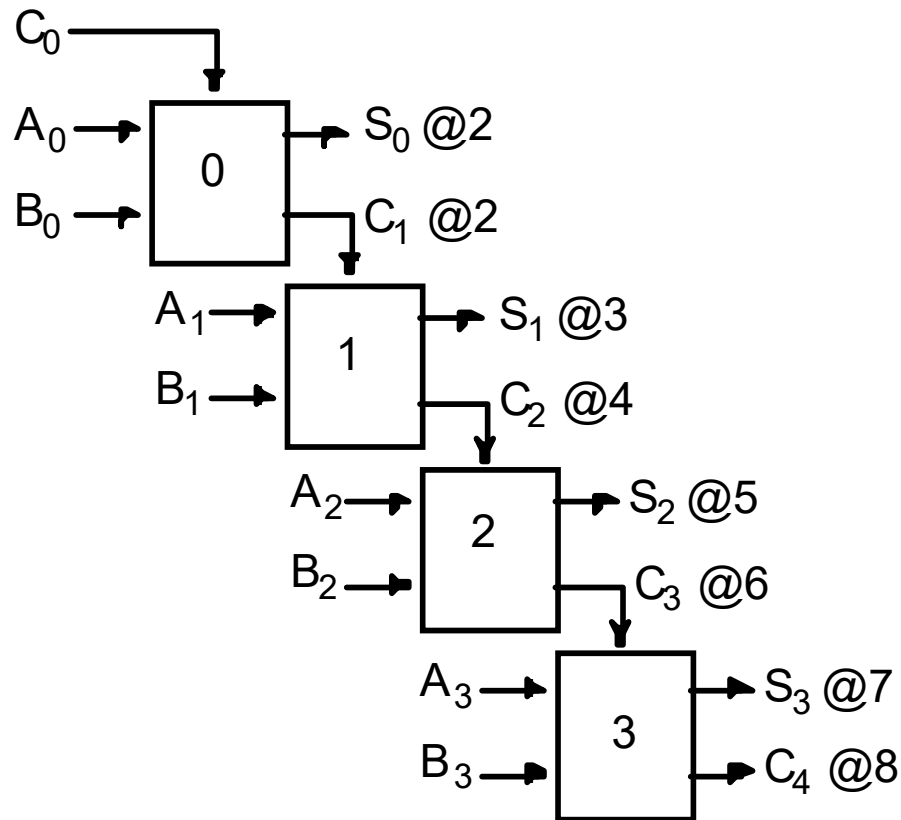 C₀
A₀ S₀ @2
0
B₀ C₁ @2
A₁ S₁ @3
1
B₁ C₂ @4
A₂ S₂ @5
2
B₂ C₃ @6
A₃ S₃ @7
3
B₃ C₄ @8